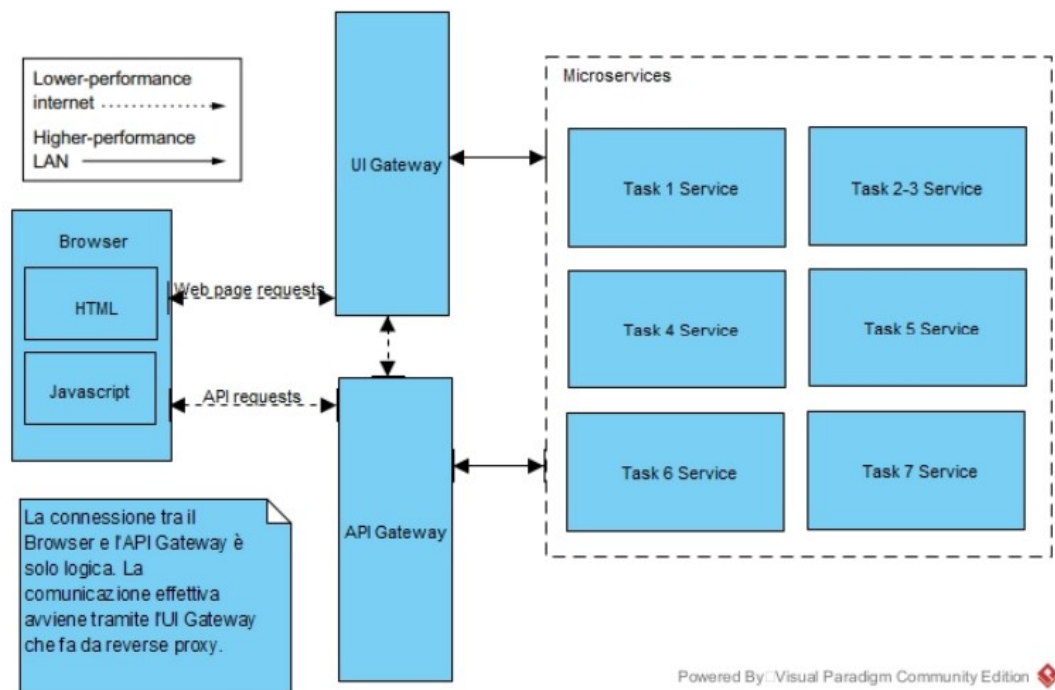 Lower-performance
internet
Higher-performance
LAN
UI Gateway
Microservices
Task 1 Service
Task 2-3 Service
Browser
HTML
Javascript
Web page requests
API requests
Task 4 Service
Task 5 Service
Task 6 Service
Task 7 Service
API Gateway
La connessione tra il
Browser e l'API Gateway è
solo logica. La
comunicazione effettiva
avviene tramite l'UI Gateway
che fa da reverse proxy.
Powered By Visual Paradigm Community Edition